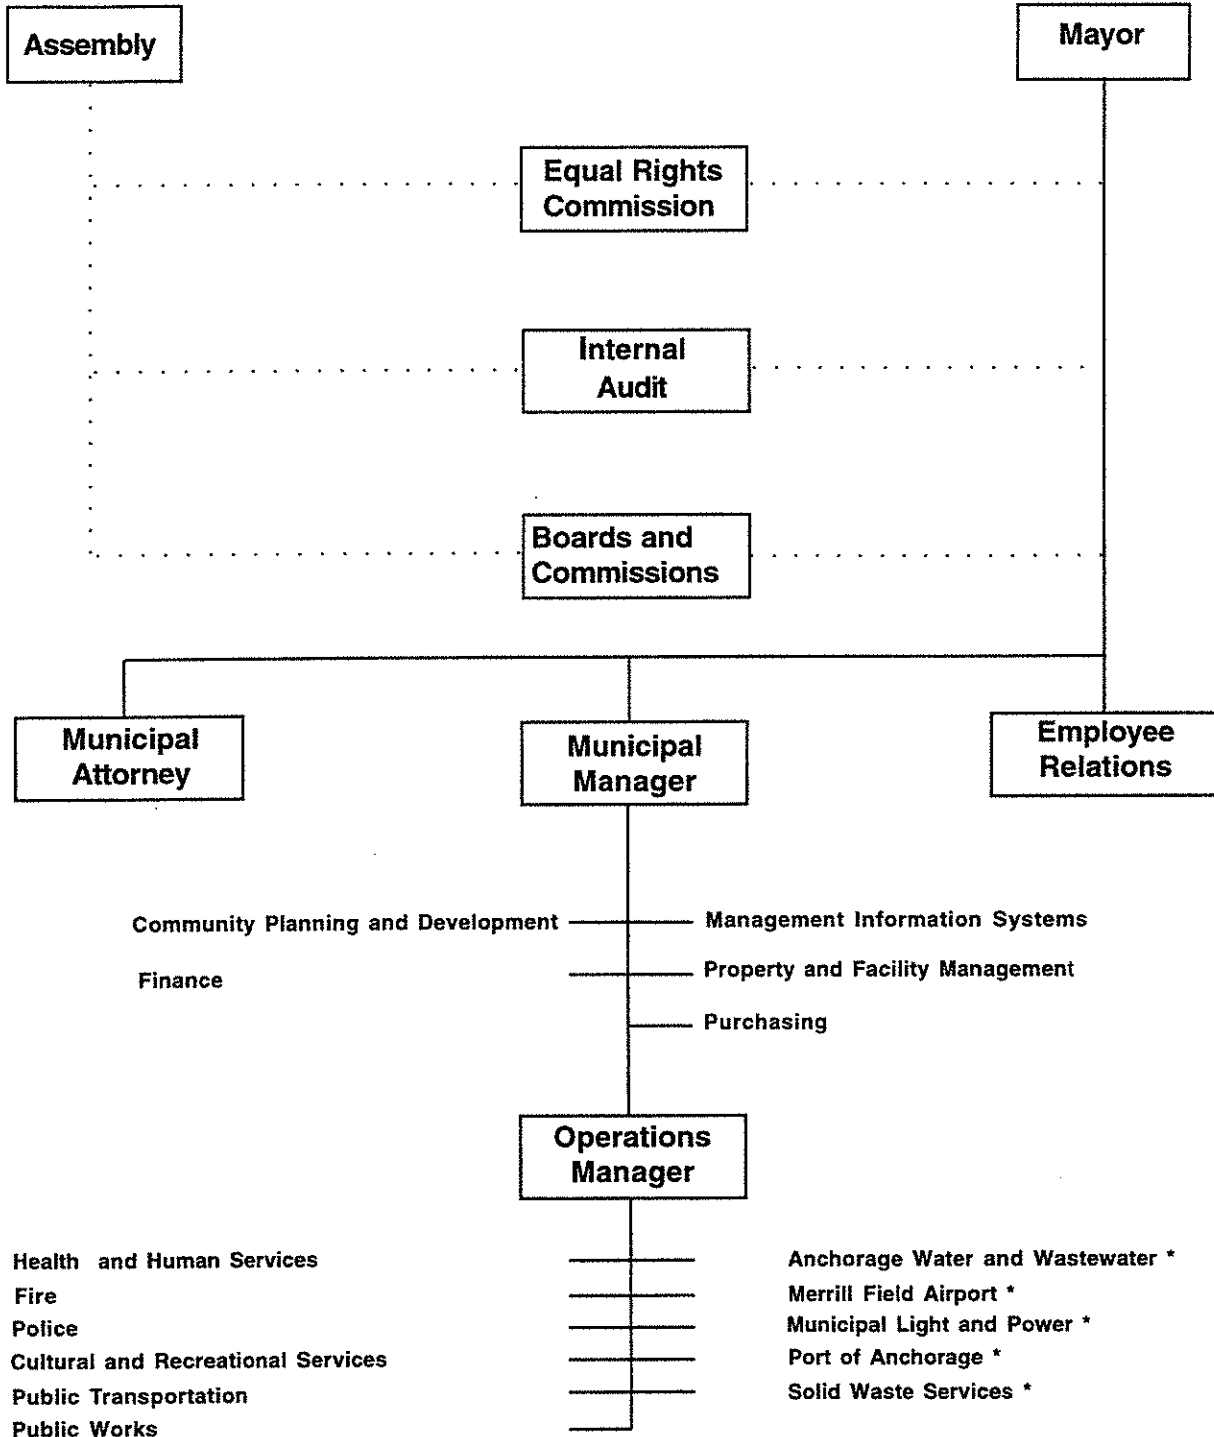 Assembly
Mayor
Equal Rights
Commission
Internal
Audit
Boards and
Commissions
Municipal
Attorney
Municipal
Manager
Employee
Relations
Community Planning and Development
Management Information Systems
Finance
Property and Facility Management
Purchasing
Operations
Manager
Health and Human Services
Anchorage Water and Wastewater *
Fire
Merrill Field Airport *
Police
Municipal Light and Power *
Cultural and Recreational Services
Port of Anchorage *
Public Transportation
Solid Waste Services *
Public Works